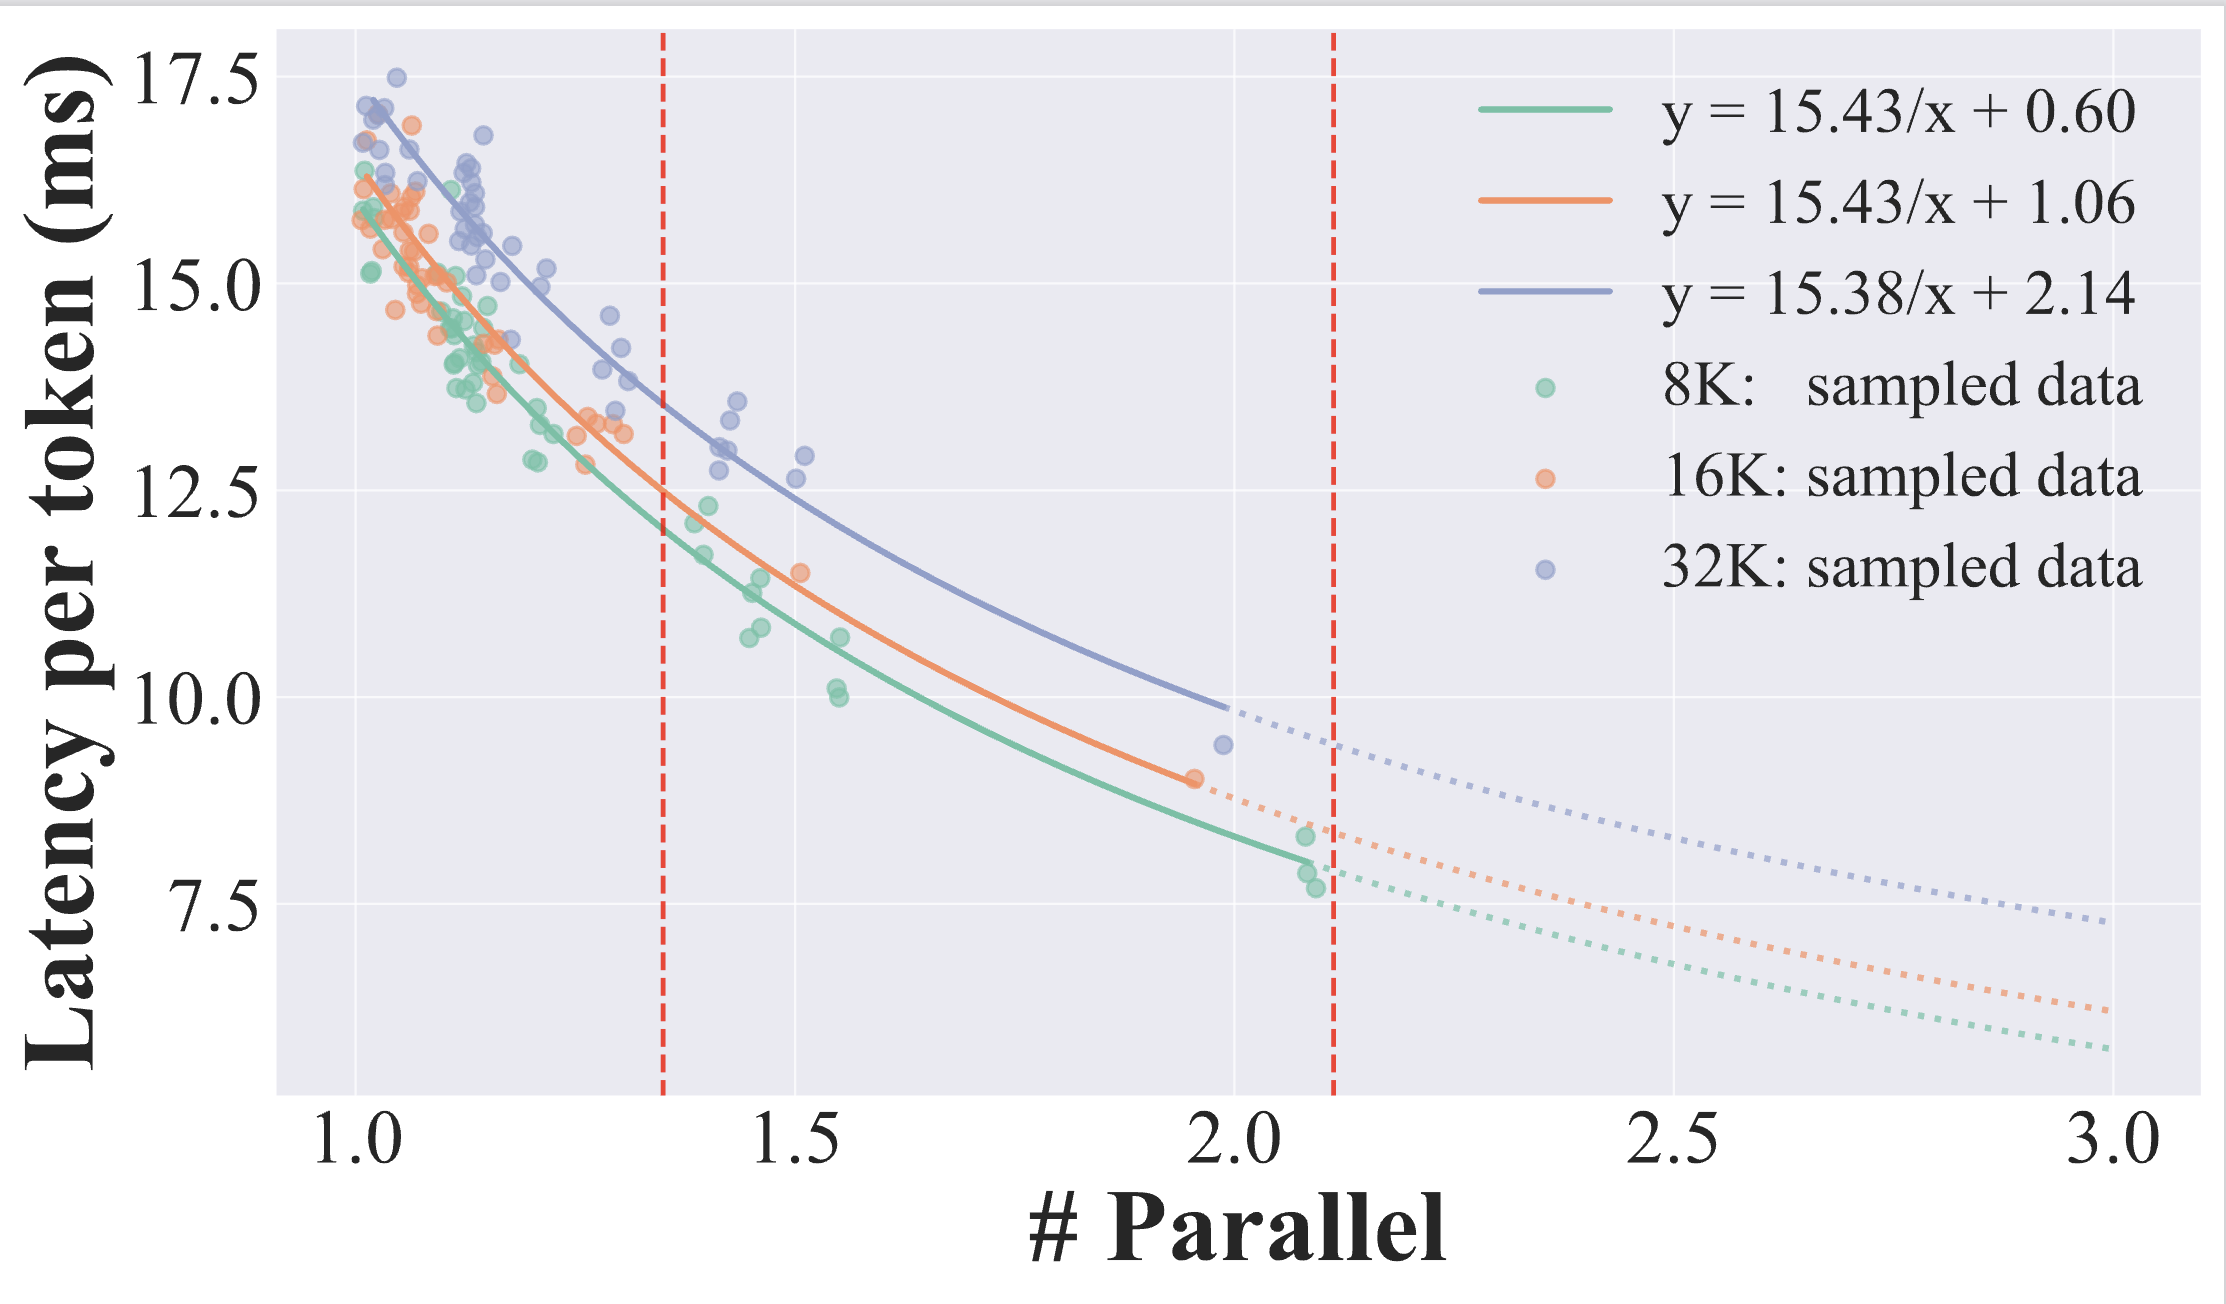 Latency per token (ms)
17.5
15.0
12.5
10.0
7.5
y = 15.43/x + 0.60
y = 15.43/x + 1.06
y = 15.38/x + 2.14
8K: sampled data
16K: sampled data
32K: sampled data
1.0 1.5 2.0 2.5 3.0
# Parallel